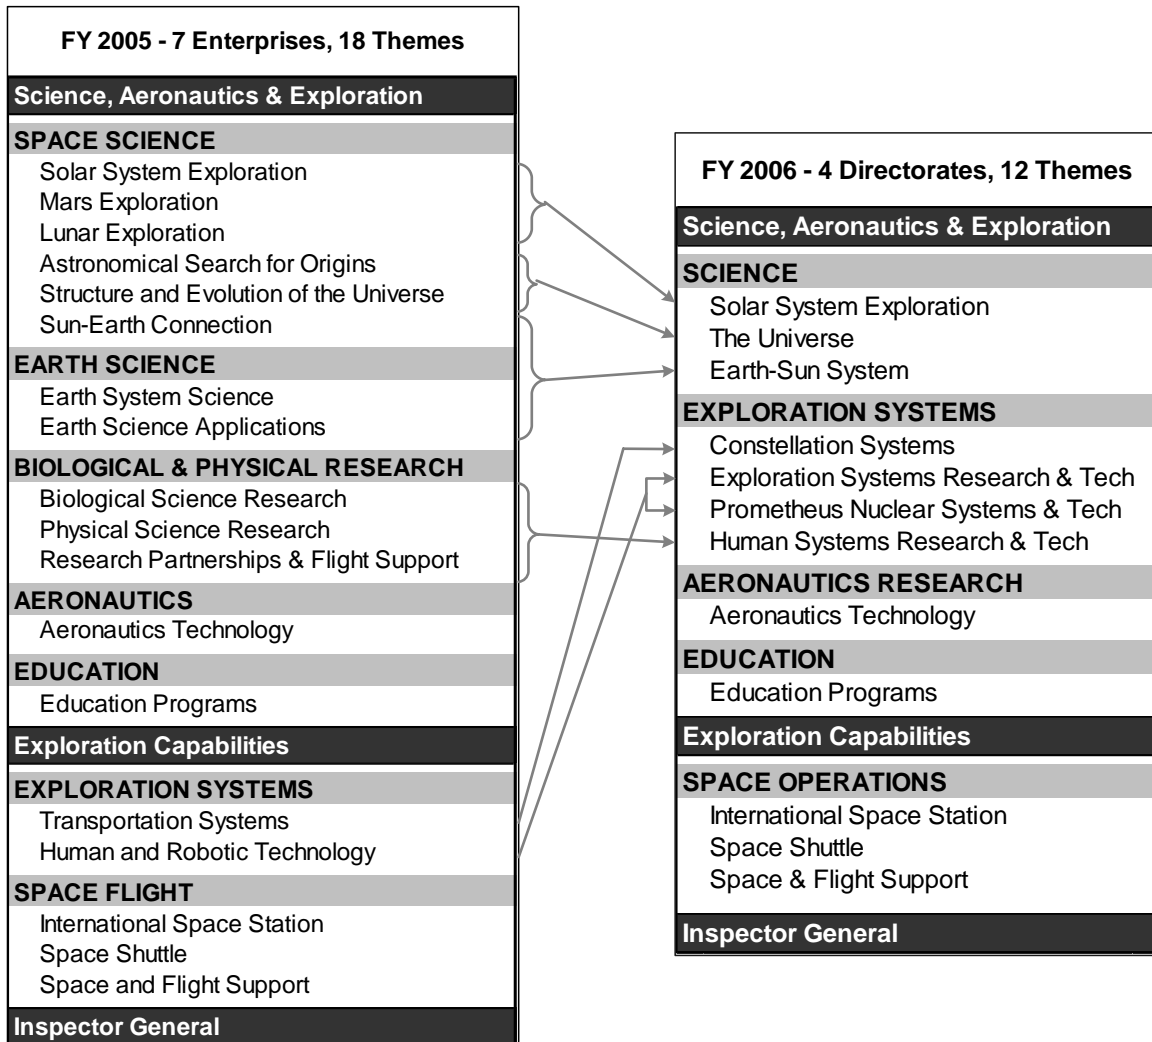 FY 2005 - 7 Enterprises, 18 Themes
Science, Aeronautics & Exploration
SPACE SCIENCE
Solar System Exploration
Mars Exploration
Lunar Exploration
Astronomical Search for Origins
Structure and Evolution of the Universe
Sun-Earth Connection
EARTH SCIENCE
Earth System Science
Earth Science Applications
BIOLOGICAL & PHYSICAL RESEARCH
Biological Science Research
Physical Science Research
Research Partnerships & Flight Support
AERONAUTICS
Aeronautics Technology
EDUCATION
Education Programs
Exploration Capabilities
EXPLORATION SYSTEMS
Transportation Systems
Human and Robotic Technology
SPACE FLIGHT
International Space Station
Space Shuttle
Space and Flight Support
Inspector General
FY 2006 - 4 Directorates, 12 Themes
Science, Aeronautics & Exploration
SCIENCE
Solar System Exploration
The Universe
Earth-Sun System
EXPLORATION SYSTEMS
Constellation Systems
Exploration Systems Research & Tech
Prometheus Nuclear Systems & Tech
Human Systems Research & Tech
AERONAUTICS RESEARCH
Aeronautics Technology
EDUCATION
Education Programs
Exploration Capabilities
SPACE OPERATIONS
International Space Station
Space Shuttle
Space & Flight Support
Inspector General